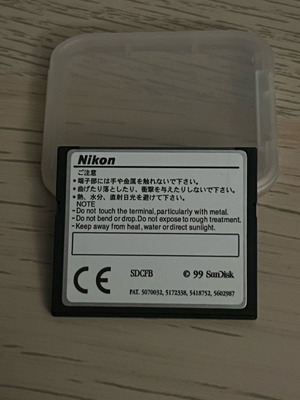 Nikon
ご注意
*端子部には手や金属を触れないで下さい。
*曲げたり落としたり、衝撃を与えたりしないで下さい。
*熱、水分、直射日光を避けて下さい。
NOTE
- Do not touch the terminal, particularly with metal.
- Do not bend or drop. Do not expose to rough treatment.
- Keep away from heat, water or direct sunlight.
CE SDCFB © 99 SanDisk
PAT. 5070032, 5172338, 5418752, 5602987